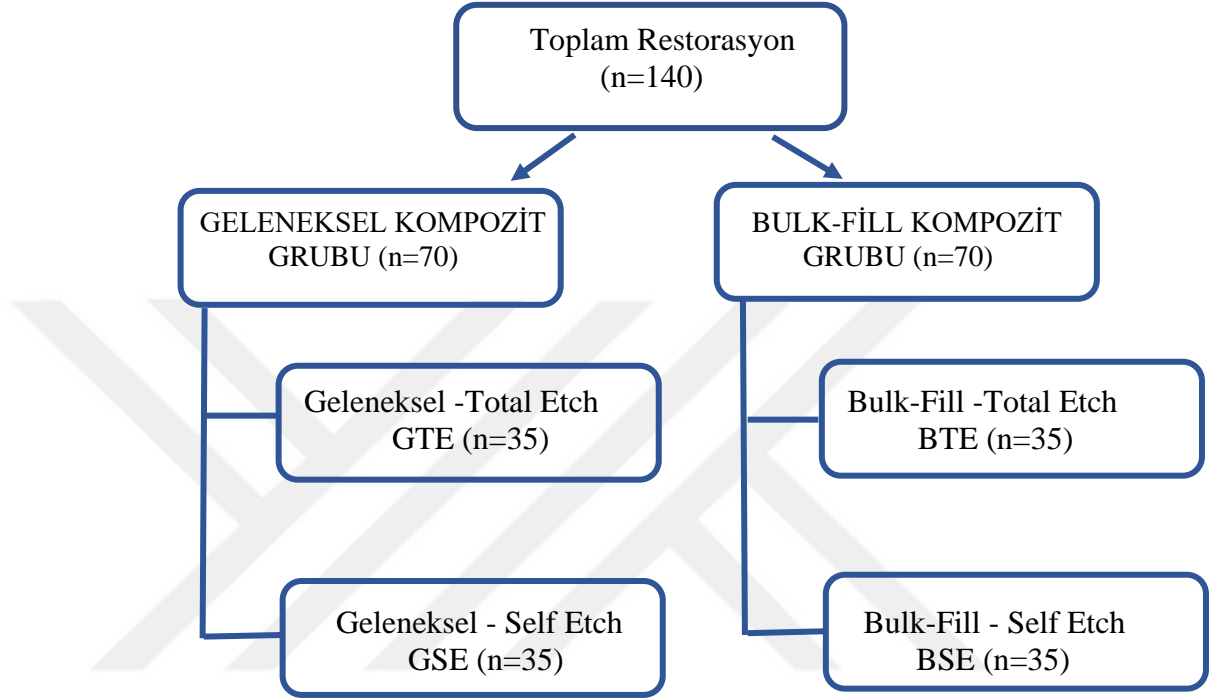 Toplam Restorasyon
(n=140)
GELENEKSEL KOMPOZİT
GRUBU (n=70)
BULK-FİLL KOMPOZİT
GRUBU (n=70)
Geleneksel -Total Etch
GTE (n=35)
Bulk-Fill -Total Etch
BTE (n=35)
Geleneksel - Self Etch
GSE (n=35)
Bulk-Fill - Self Etch
BSE (n=35)